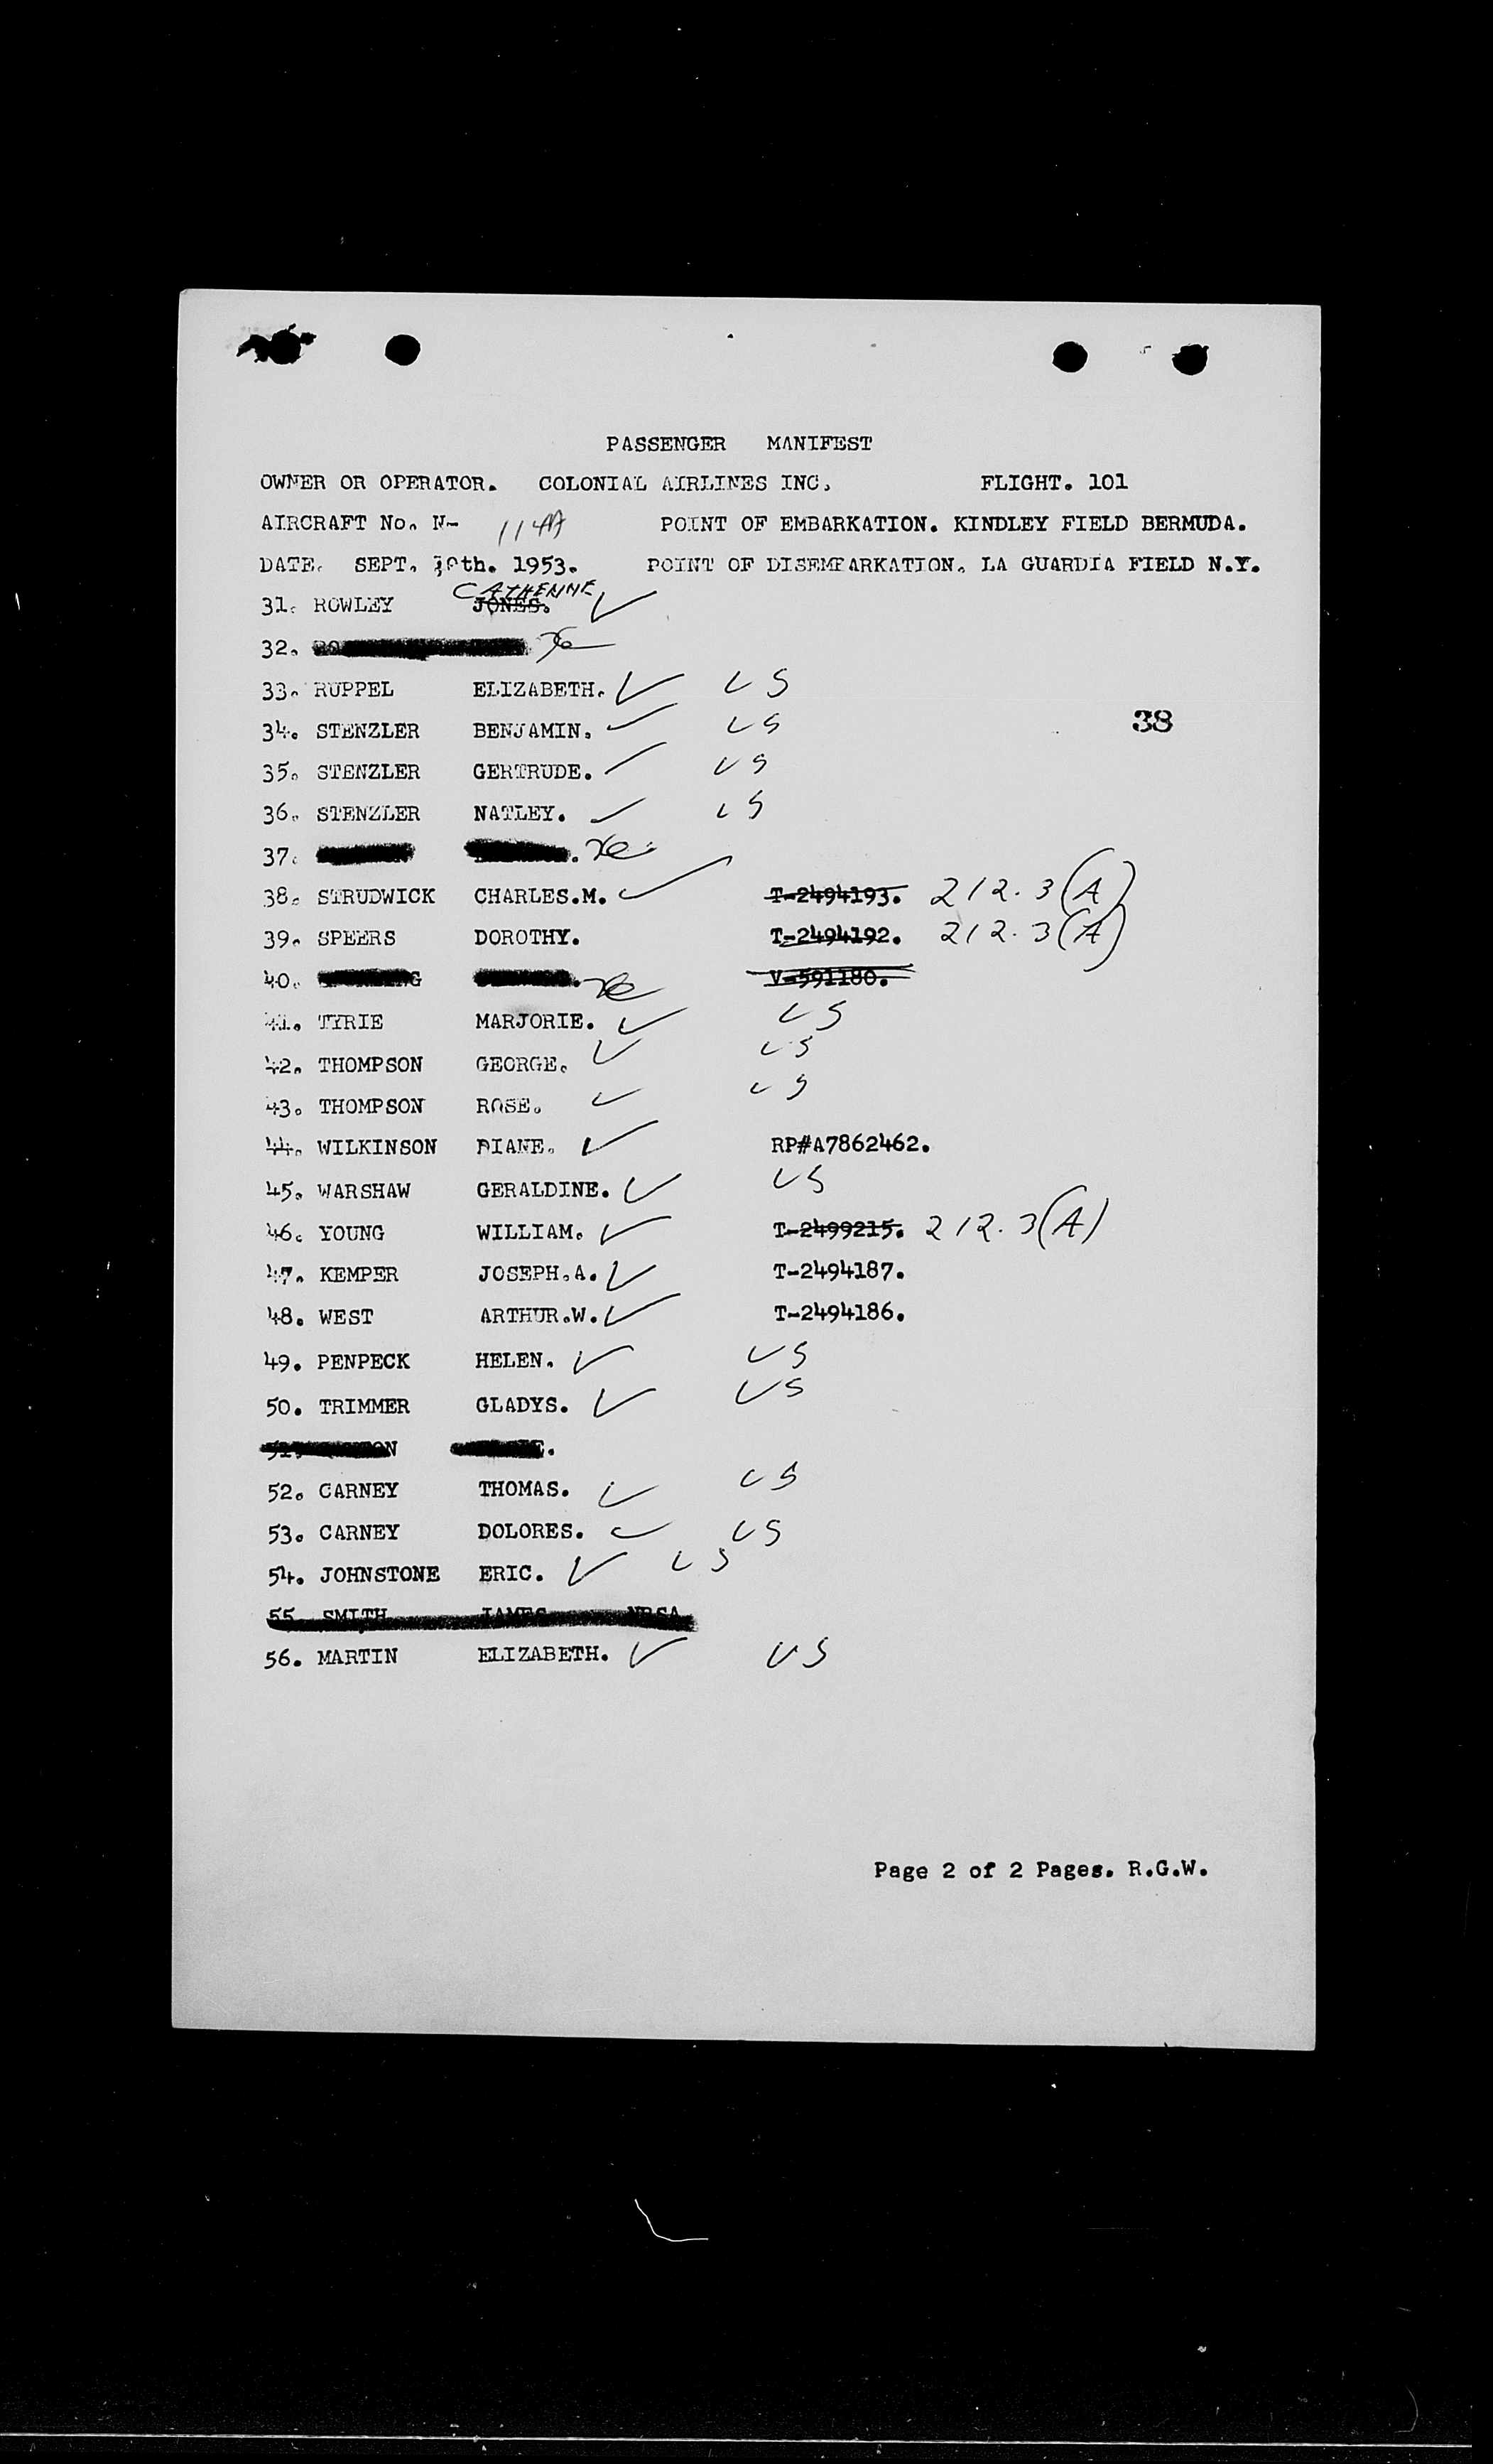 PASSENGER MANIFEST
OWNER OR OPERATOR. COLONIAL AIRLINES INC. FLIGHT. 101
AIRCRAFT No. N- POINT OF EMBARKATION. KINDLEY FIELD BERMUDA.
DATE. SEPT. 1953. POINT OF DISEMBARKATION. LA GUARDIA FIELD N.Y.
CATHERINE
31. ROWLEY JONES.
32.
33. RUPPEL ELIZABETH. US
38
34. STENZLER BENJAMIN. US
35. STENZLER GERTRUDE. US
36. STENZLER NATLEY. US
37.
38. STRUDWICK CHARLES.M. T-2494193. 212.3(A)
39. SPEERS DOROTHY. T-2494192. 212.3(A)
40. V-591180.
41. TYRIE MARJORIE. US
42. THOMPSON GEORGE. US
43. THOMPSON ROSE. US
44. WILKINSON DIANE. RP#A7862462.
45. WARSHAW GERALDINE. US
46. YOUNG WILLIAM. T-2499215. 212.3(A)
47. KEMPER JOSEPH.A. T-2494187.
48. WEST ARTHUR.W. T-2494186.
49. PENPECK HELEN. US
50. TRIMMER GLADYS. US
52. CARNEY THOMAS. US
53. CARNEY DOLORES. US
54. JOHNSTONE ERIC. US
55. SMITH JAMES NRSA
56. MARTIN ELIZABETH. US
Page 2 of 2 Pages. R.G.W.